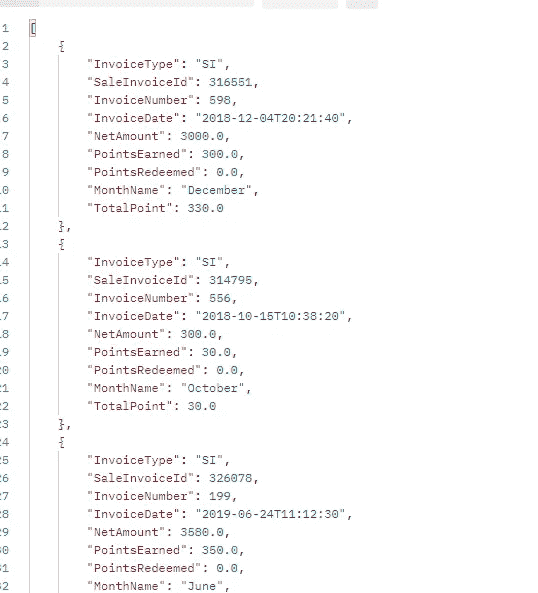 1 [
2 {
3 "InvoiceType": "SI",
4 "SaleInvoiceId": 316551,
5 "InvoiceNumber": 598,
6 "InvoiceDate": "2018-12-04T20:21:40",
7 "NetAmount": 3000.0,
8 "PointsEarned": 300.0,
9 "PointsRedeemed": 0.0,
10 "MonthName": "December",
11 "TotalPoint": 330.0
12 },
13 {
14 "InvoiceType": "SI",
15 "SaleInvoiceId": 314795,
16 "InvoiceNumber": 556,
17 "InvoiceDate": "2018-10-15T10:38:20",
18 "NetAmount": 300.0,
19 "PointsEarned": 30.0,
20 "PointsRedeemed": 0.0,
21 "MonthName": "October",
22 "TotalPoint": 30.0
23 },
24 {
25 "InvoiceType": "SI",
26 "SaleInvoiceId": 326078,
27 "InvoiceNumber": 199,
28 "InvoiceDate": "2019-06-24T11:12:30",
29 "NetAmount": 3580.0,
30 "PointsEarned": 350.0,
31 "PointsRedeemed": 0.0,
32 "MonthName": "June",